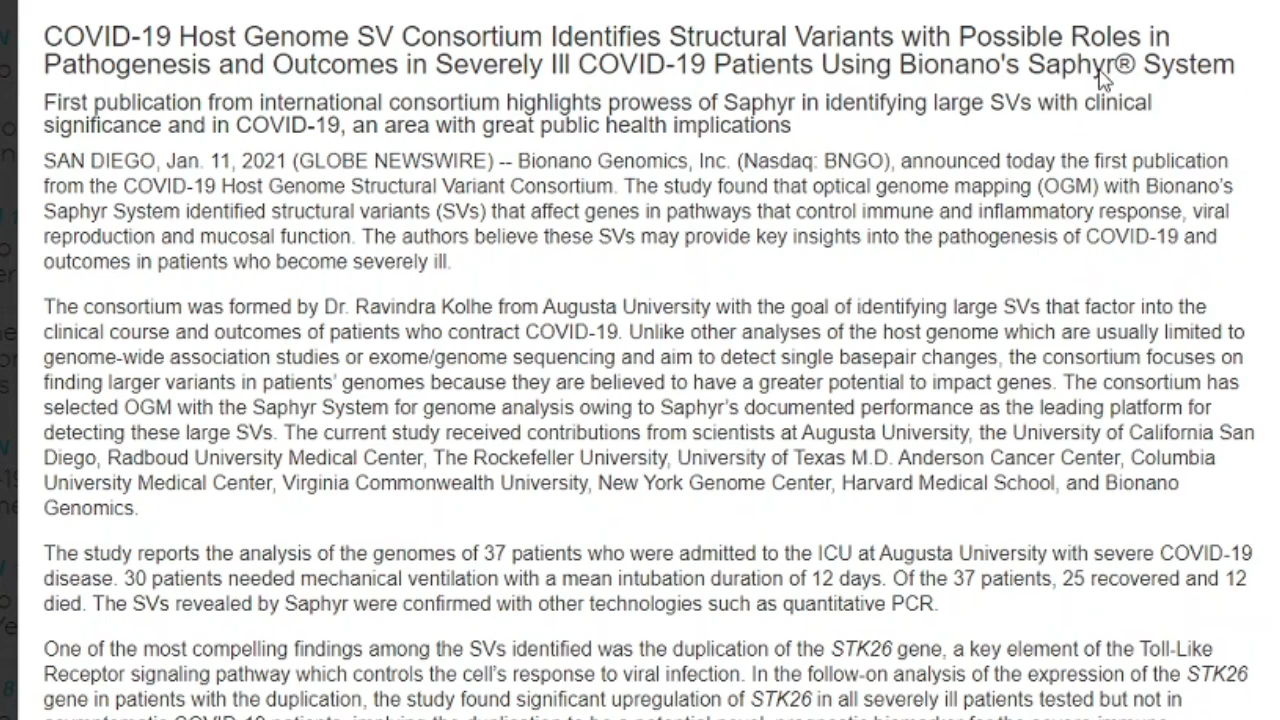 COVID-19 Host Genome SV Consortium Identifies Structural Variants with Possible Roles in
Pathogenesis and Outcomes in Severely Ill COVID-19 Patients Using Bionano's Saphyr® System
First publication from international consortium highlights prowess of Saphyr in identifying large SVs with clinical
significance and in COVID-19, an area with great public health implications
SAN DIEGO, Jan. 11, 2021 (GLOBE NEWSWIRE) -- Bionano Genomics, Inc. (Nasdaq: BNGO), announced today the first publication
from the COVID-19 Host Genome Structural Variant Consortium. The study found that optical genome mapping (OGM) with Bionano’s
Saphyr System identified structural variants (SVs) that affect genes in pathways that control immune and inflammatory response, viral
reproduction and mucosal function. The authors believe these SVs may provide key insights into the pathogenesis of COVID-19 and
outcomes in patients who become severely ill.
The consortium was formed by Dr. Ravindra Kolhe from Augusta University with the goal of identifying large SVs that factor into the
clinical course and outcomes of patients who contract COVID-19. Unlike other analyses of the host genome which are usually limited to
genome-wide association studies or exome/genome sequencing and aim to detect single basepair changes, the consortium focuses on
finding larger variants in patients’ genomes because they are believed to have a greater potential to impact genes. The consortium has
selected OGM with the Saphyr System for genome analysis owing to Saphyr’s documented performance as the leading platform for
detecting these large SVs. The current study received contributions from scientists at Augusta University, the University of California San
Diego, Radboud University Medical Center, The Rockefeller University, University of Texas M.D. Anderson Cancer Center, Columbia
University Medical Center, Virginia Commonwealth University, New York Genome Center, Harvard Medical School, and Bionano
Genomics.
The study reports the analysis of the genomes of 37 patients who were admitted to the ICU at Augusta University with severe COVID-19
disease. 30 patients needed mechanical ventilation with a mean intubation duration of 12 days. Of the 37 patients, 25 recovered and 12
died. The SVs revealed by Saphyr were confirmed with other technologies such as quantitative PCR.
One of the most compelling findings among the SVs identified was the duplication of the STK26 gene, a key element of the Toll-Like
Receptor signaling pathway which controls the cell’s response to viral infection. In the follow-on analysis of the expression of the STK26
gene in patients with the duplication, the study found significant upregulation of STK26 in all severely ill patients tested but not in